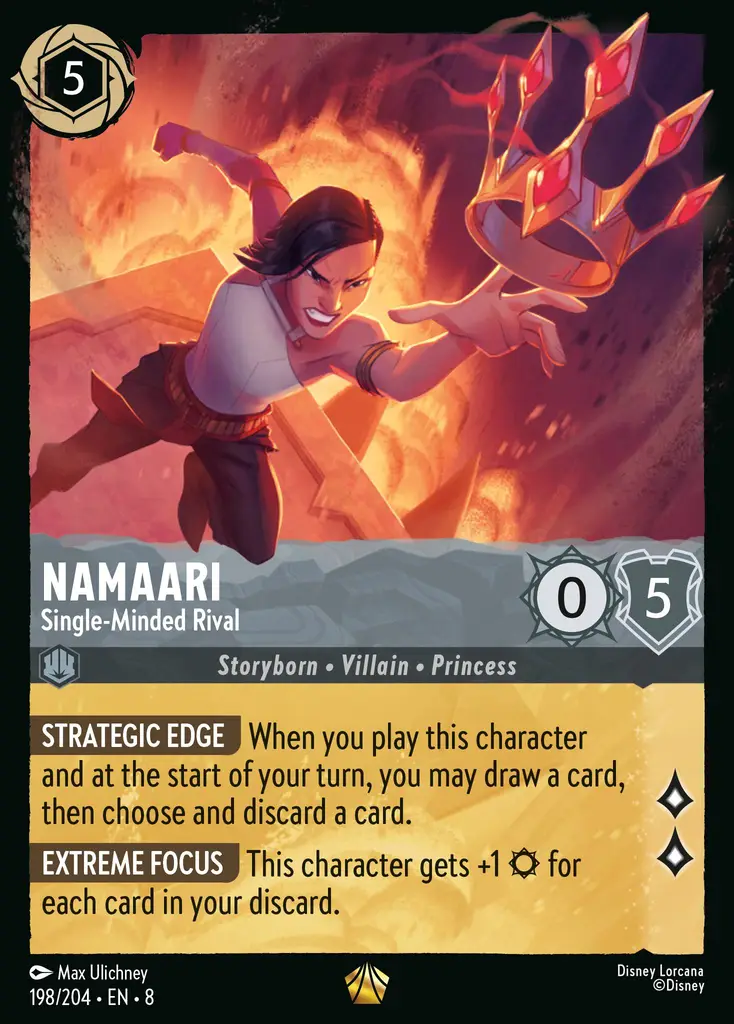 5
NAMAARI
Single-Minded Rival
0
5
Storyborn • Villain • Princess
STRATEGIC EDGE When you play this character
and at the start of your turn, you may draw a card,
then choose and discard a card.
EXTREME FOCUS This character gets +1 for
each card in your discard.
Max Ulichney
198/204 • EN • 8
Disney Lorcana
©Disney